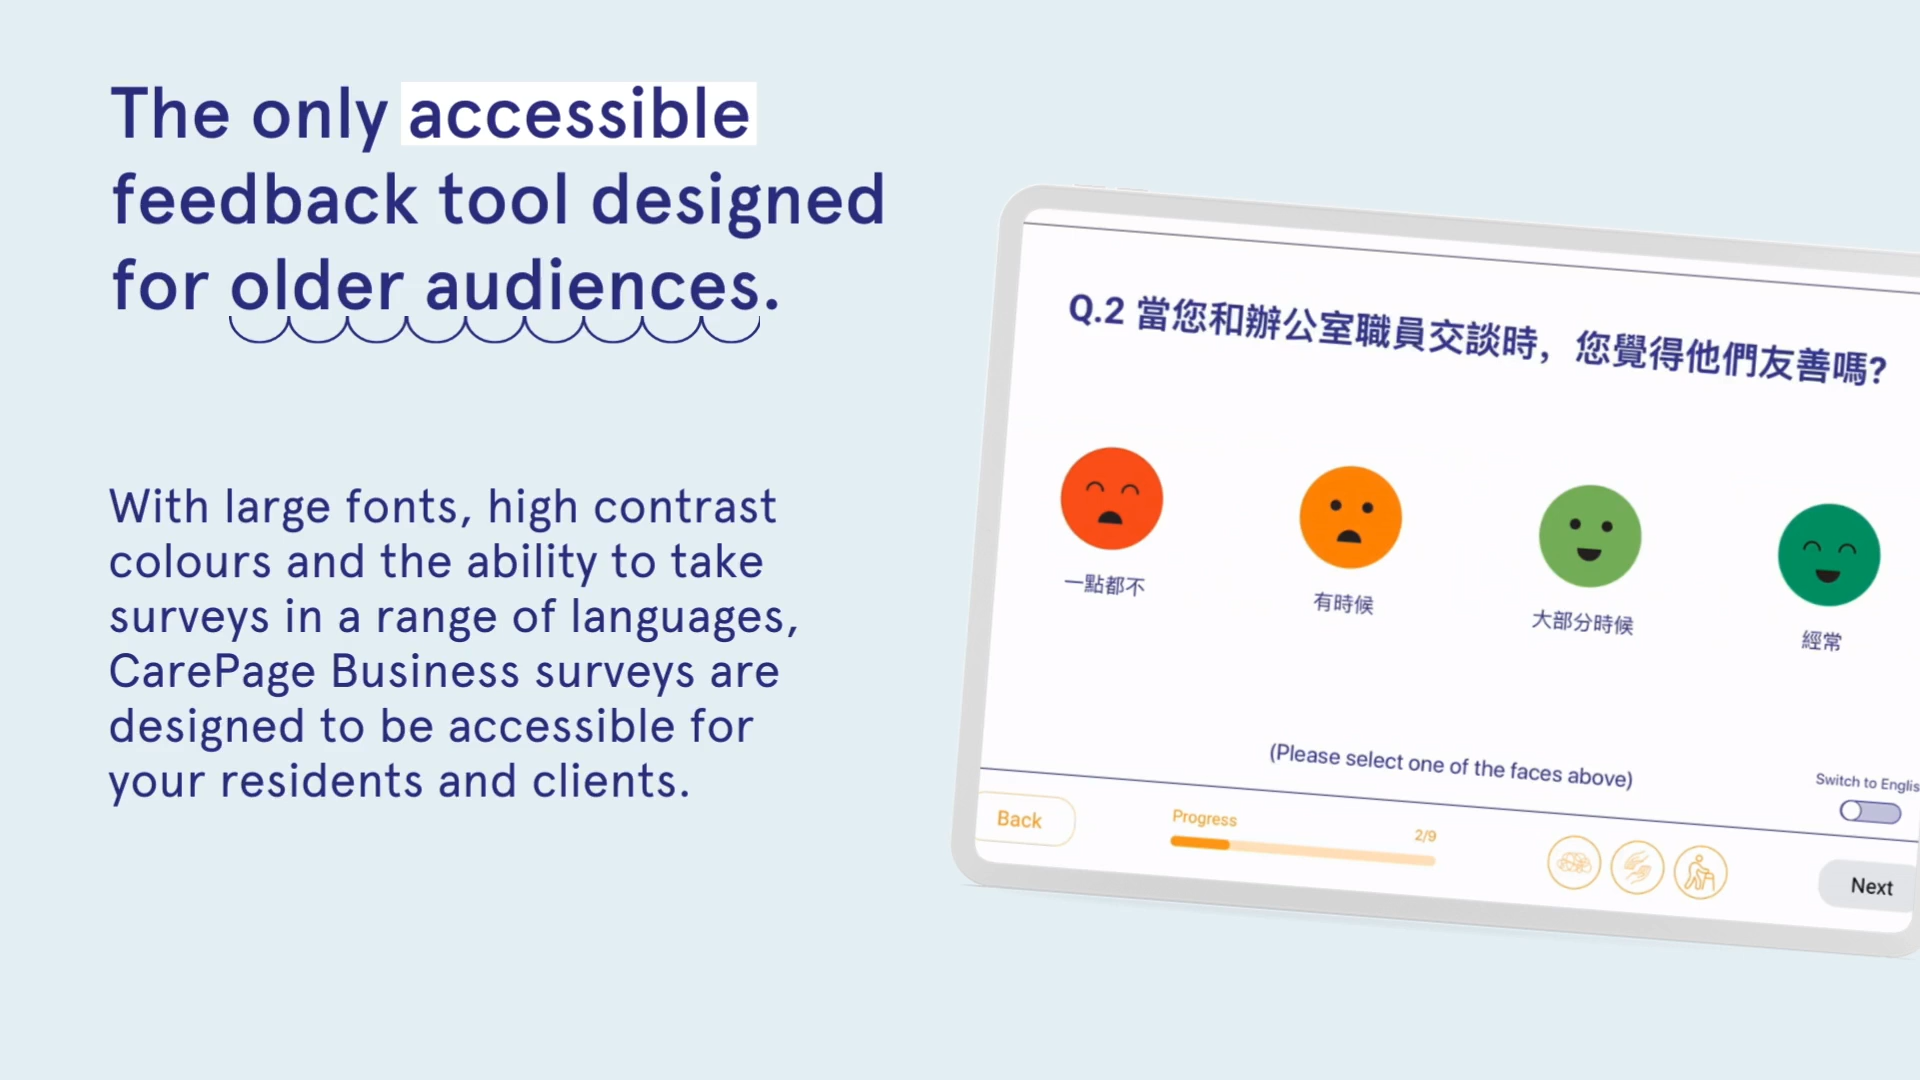 The only accessible
feedback tool designed
for older audiences.
With large fonts, high contrast
colours and the ability to take
surveys in a range of languages,
CarePage Business surveys are
designed to be accessible for
your residents and clients.
Q.2 當您和辦公室職員交談時，您覺得他們友善嗎?
一點都不
有時候
大部分時候
經常
(Please select one of the faces above)
Switch to Englis
Back
Progress
2/9
Next